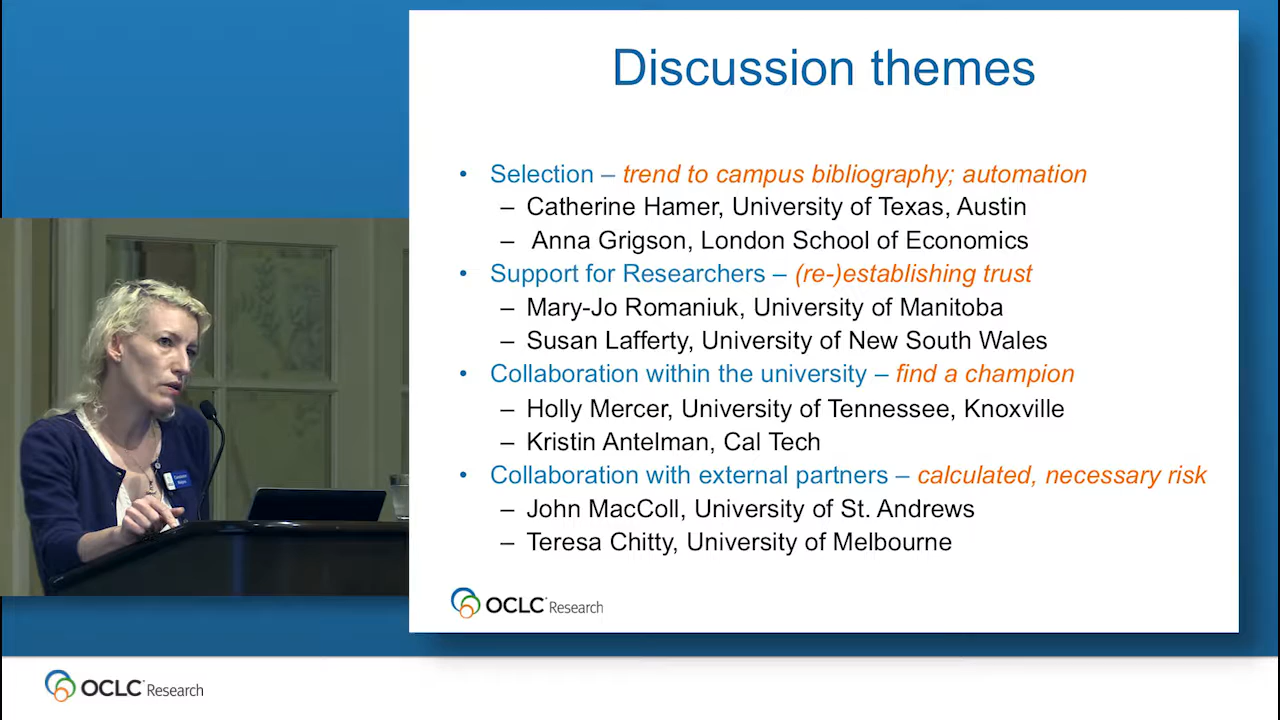 Discussion themes
• Selection – trend to campus bibliography; automation
– Catherine Hamer, University of Texas, Austin
– Anna Grigson, London School of Economics
• Support for Researchers – (re-)establishing trust
– Mary-Jo Romaniuk, University of Manitoba
– Susan Lafferty, University of New South Wales
• Collaboration within the university – find a champion
– Holly Mercer, University of Tennessee, Knoxville
– Kristin Antelman, Cal Tech
• Collaboration with external partners – calculated, necessary risk
– John MacColl, University of St. Andrews
– Teresa Chitty, University of Melbourne
OCLC Research
OCLC Research